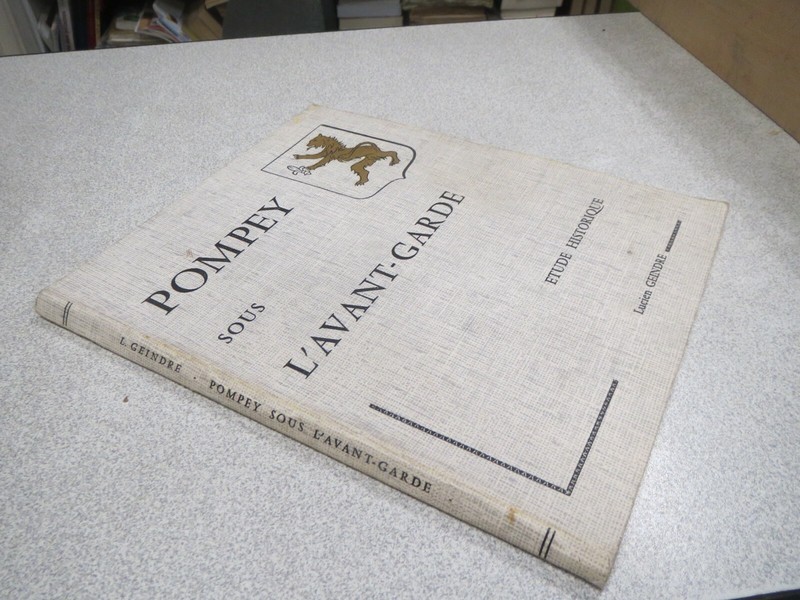 POMPEY
SOUS
L'AVANT-GARDE
ETUDE HISTORIQUE
Lucien GEINDRE
L. GEINDRE . POMPEY SOUS L'AVANT-GARDE